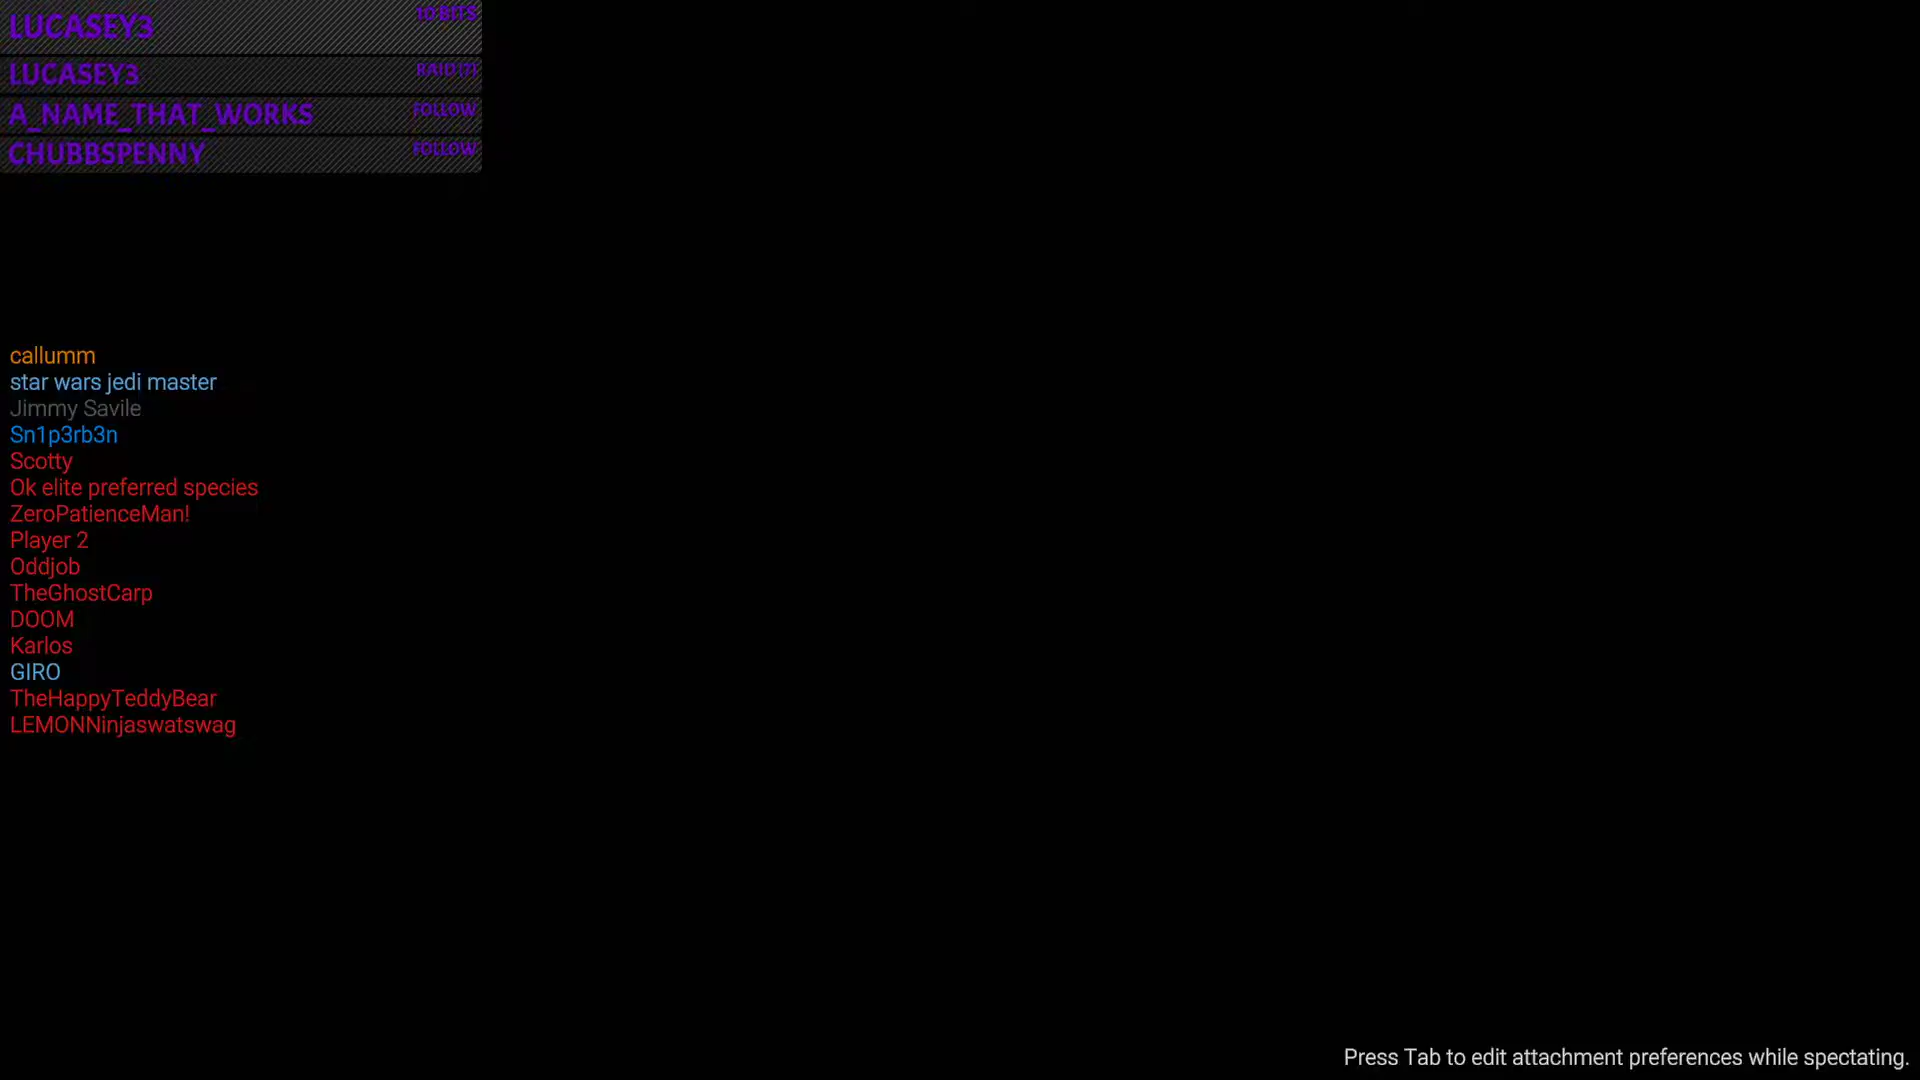 LUCASEY3 10 BITS
LUCASEY3 RAID (7)
A_NAME_THAT_WORKS FOLLOW
CHUBBSPENNY FOLLOW
callumm
star wars jedi master
Jimmy Savile
Sn1p3rb3n
Scotty
Ok elite preferred species
ZeroPatienceMan!
Player 2
Oddjob
TheGhostCarp
DOOM
Karlos
GIRO
TheHappyTeddyBear
LEMONNinjaswatswag
Press Tab to edit attachment preferences while spectating.